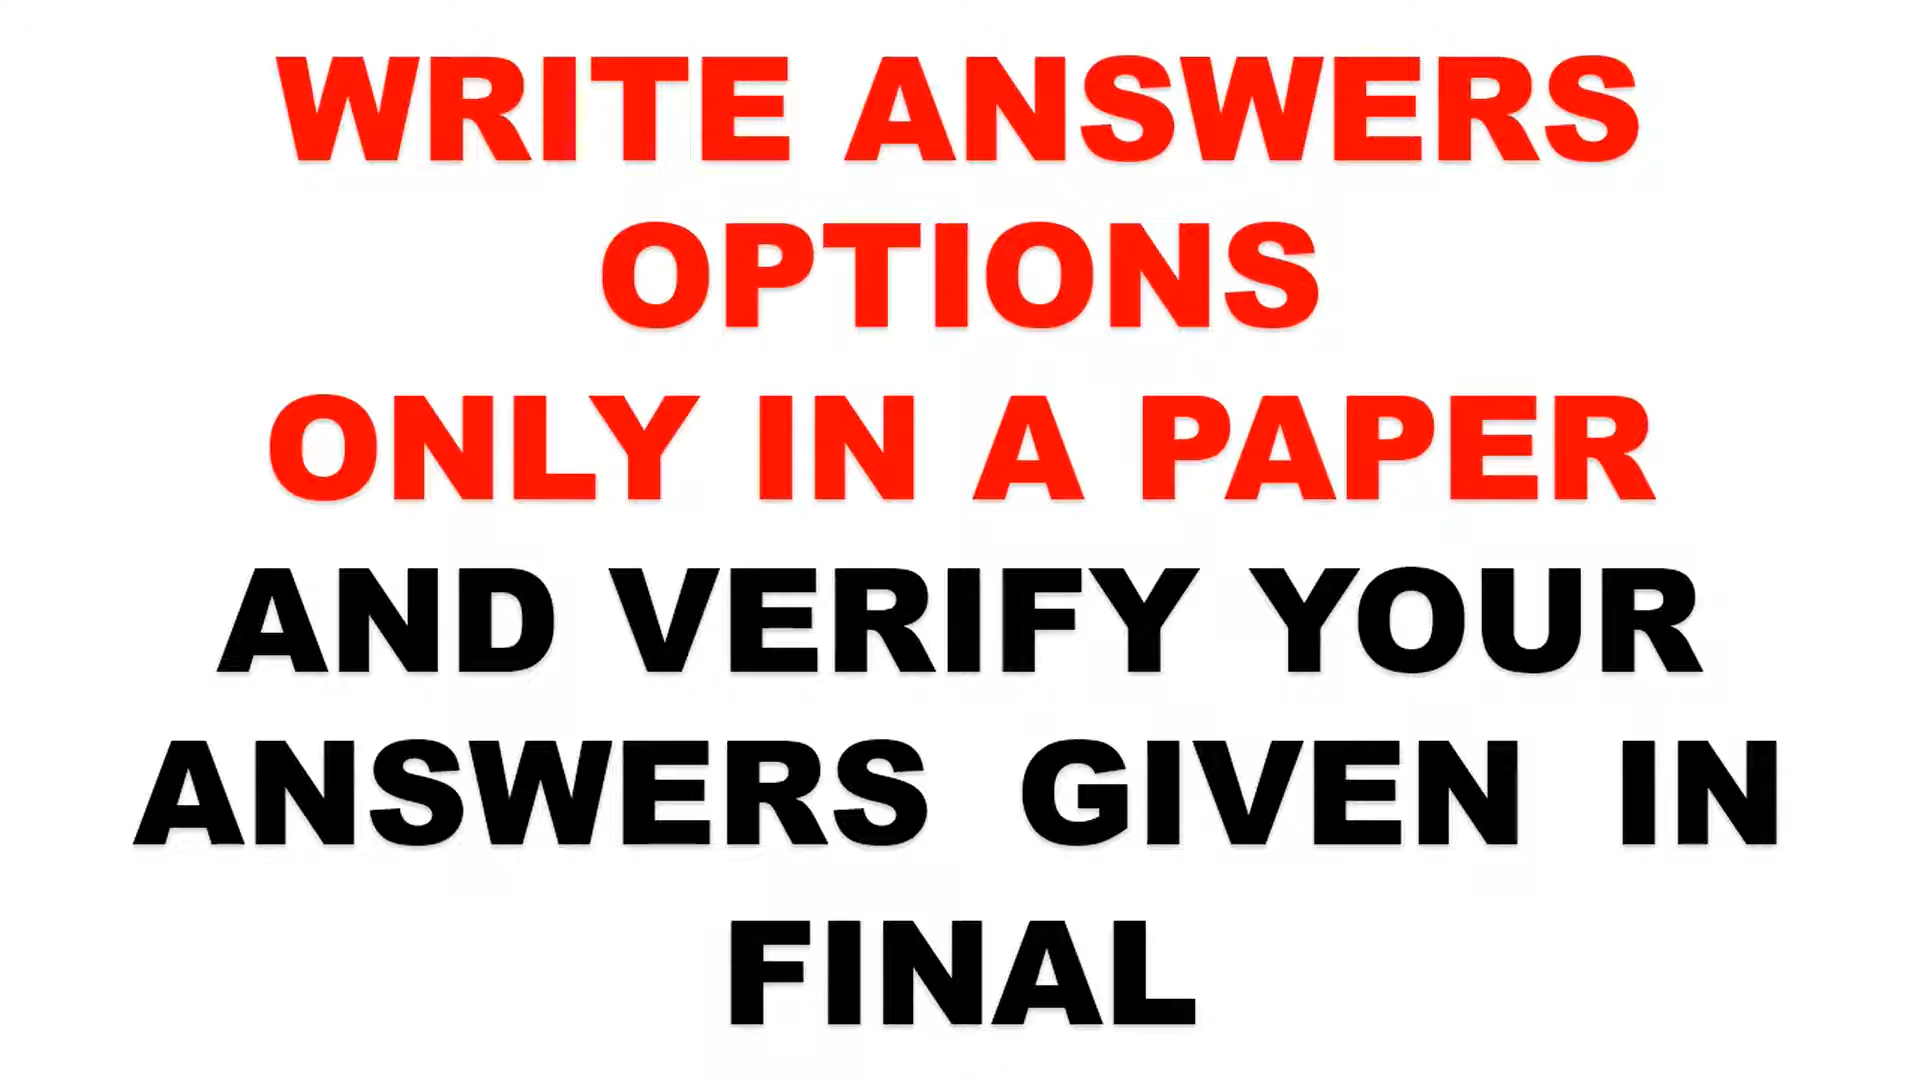 WRITE ANSWERS
OPTIONS
ONLY IN A PAPER
AND VERIFY YOUR
ANSWERS GIVEN IN
FINAL